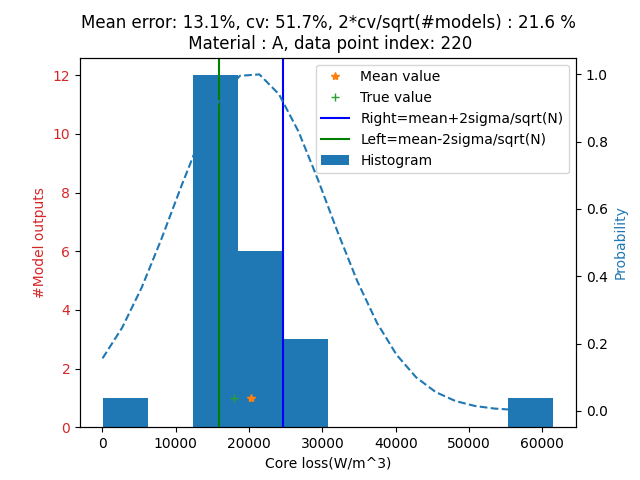 Mean error: 13.1%, cv: 51.7%, 2*cv/sqrt(#models) : 21.6 %
Material : A, data point index: 220
Mean value
True value
Right=mean+2sigma/sqrt(N)
Left=mean-2sigma/sqrt(N)
Histogram
#Model outputs
12
10
8
6
4
2
0
1.0
0.8
0.6
0.4
0.2
0.0
Probability
0
10000
20000
30000
40000
50000
60000
Core loss(W/m^3)